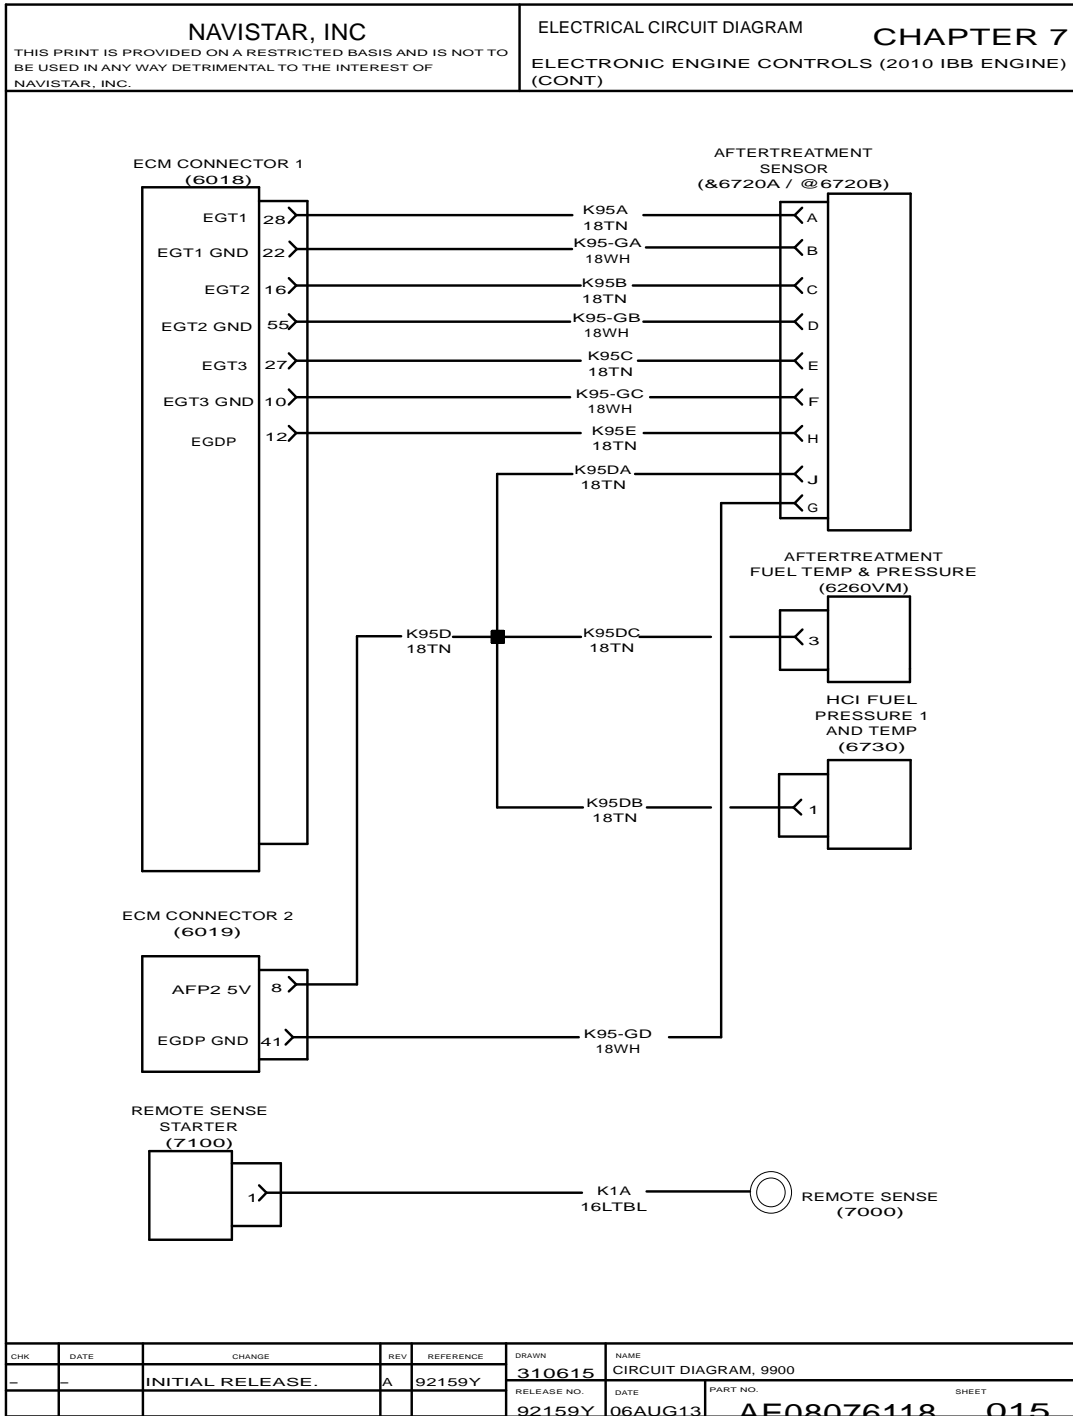 NAVISTAR, INC
THIS PRINT IS PROVIDED ON A RESTRICTED BASIS AND IS NOT TO
BE USED IN ANY WAY DETRIMENTAL TO THE INTEREST OF
NAVISTAR, INC.
ELECTRICAL CIRCUIT DIAGRAM
CHAPTER 7
ELECTRONIC ENGINE CONTROLS (2010 IBB ENGINE)
(CONT)
ECM CONNECTOR 1
(6018)
AFTERTREATMENT
SENSOR
(&6720A / @6720B)
EGT1 28 K95A A
18TN
EGT1 GND 22 K95-GA B
18WH
EGT2 16 K95B C
18TN
EGT2 GND 55 K95-GB D
18WH
EGT3 27 K95C E
18TN
EGT3 GND 10 K95-GC F
18WH
EGDP 12 K95E H
18TN
K95DA J
18TN
G
AFTERTREATMENT
FUEL TEMP & PRESSURE
(6260VM)
K95D K95DC 3
18TN 18TN
HCI FUEL
PRESSURE 1
AND TEMP
(6730)
K95DB 1
18TN
ECM CONNECTOR 2
(6019)
AFP2 5V 8
EGDP GND 41 K95-GD
18WH
REMOTE SENSE
STARTER
(7100)
1 K1A REMOTE SENSE
16LTBL (7000)
CHK DATE CHANGE REV REFERENCE DRAWN NAME
– – INITIAL RELEASE. A 92159Y 310615 CIRCUIT DIAGRAM, 9900
RELEASE NO. DATE PART NO. SHEET
92159Y 06AUG13 AE08076118 015